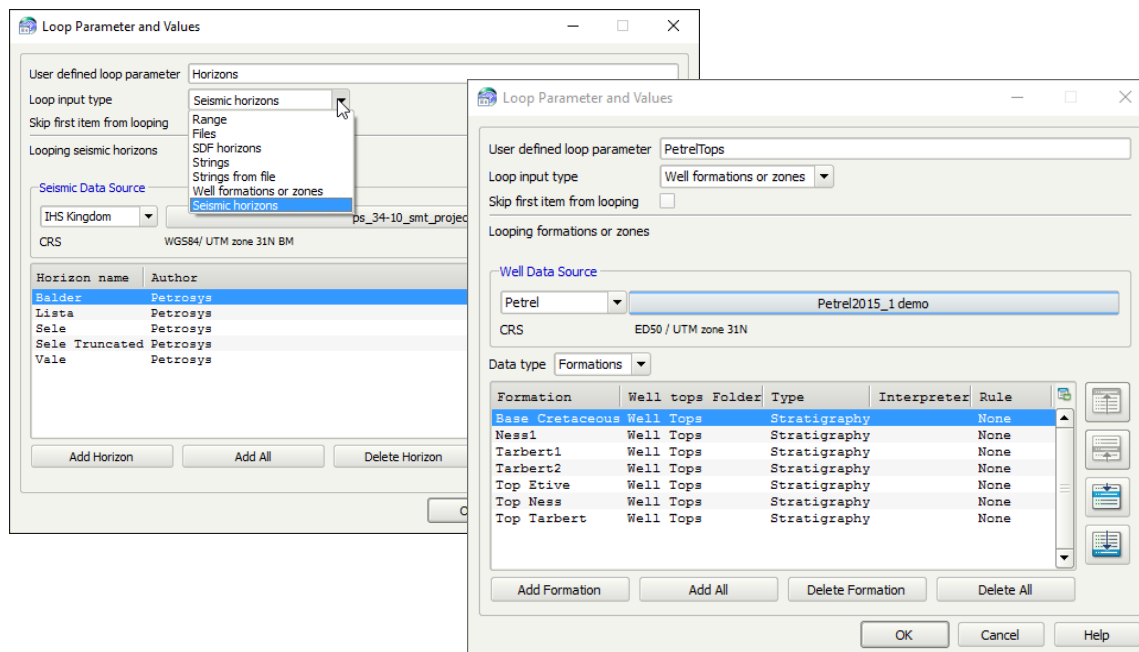 Loop Parameter and Values
User defined loop parameter Horizons
Loop input type Seismic horizons
Range
Files
Skip first item from looping
SDF horizons
Strings
Looping seismic horizons
Strings from file
Well formations or zones
Seismic horizons
Seismic Data Source
IHS Kingdom ps_34-10_smt_projec
CRS WGS84/ UTM zone 31N BM
Horizon name Author
Balder Petrosys
Lista Petrosys
Sele Petrosys
Sele Truncated Petrosys
Vale Petrosys
Add Horizon Add All Delete Horizon
Loop Parameter and Values
User defined loop parameter PetrelTops
Loop input type Well formations or zones
Skip first item from looping
Looping formations or zones
Well Data Source
Petrel Petrel2015_1 demo
CRS ED50 / UTM zone 31N
Data type Formations
Formation Well tops Folder Type Interpreter Rule
Base Cretaceous Well Tops Stratigraphy None
Ness1 Well Tops Stratigraphy None
Tarbert1 Well Tops Stratigraphy None
Tarbert2 Well Tops Stratigraphy None
Top Etive Well Tops Stratigraphy None
Top Ness Well Tops Stratigraphy None
Top Tarbert Well Tops Stratigraphy None
Add Formation Add All Delete Formation Delete All
OK Cancel Help